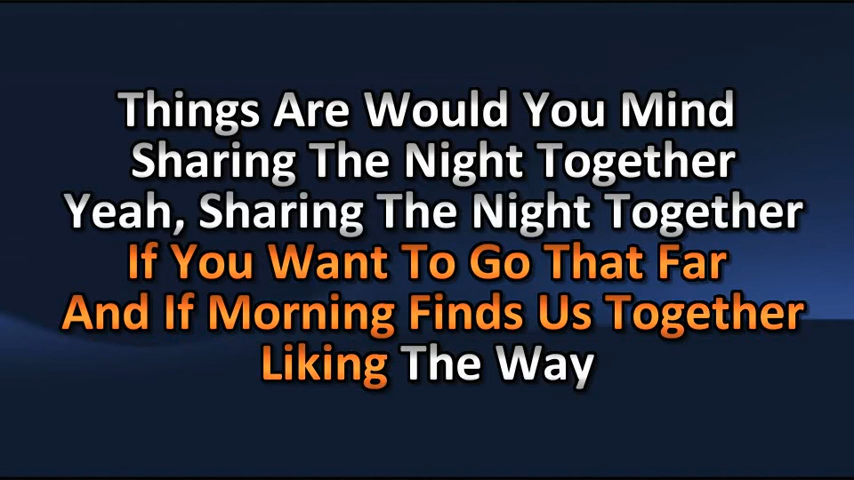 Things Are Would You Mind
Sharing The Night Together
Yeah, Sharing The Night Together
If You Want To Go That Far
And If Morning Finds Us Together
Liking The Way